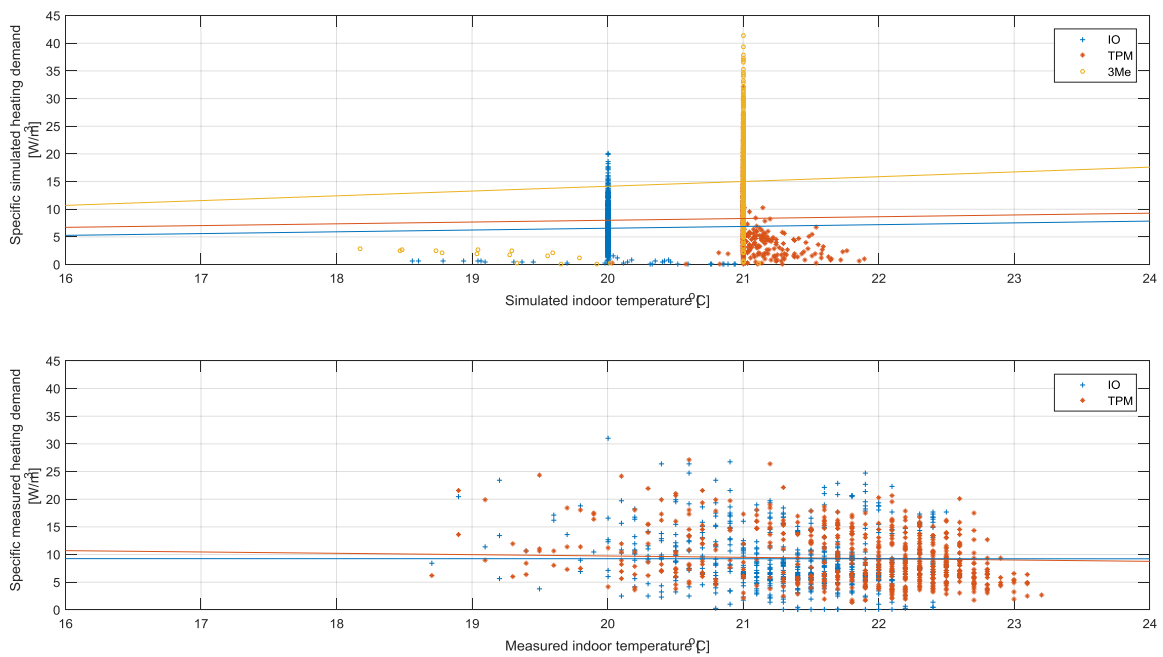 Specific simulated heating demand
[W/m3]
45
40
35
30
25
20
15
10
5
0
IO
TPM
3Me
16 17 18 19 20 21 22 23 24
Simulated indoor temperature [oC]
Specific measured heating demand
[W/m3]
45
40
35
30
25
20
15
10
5
0
IO
TPM
16 17 18 19 20 21 22 23 24
Measured indoor temperature [oC]